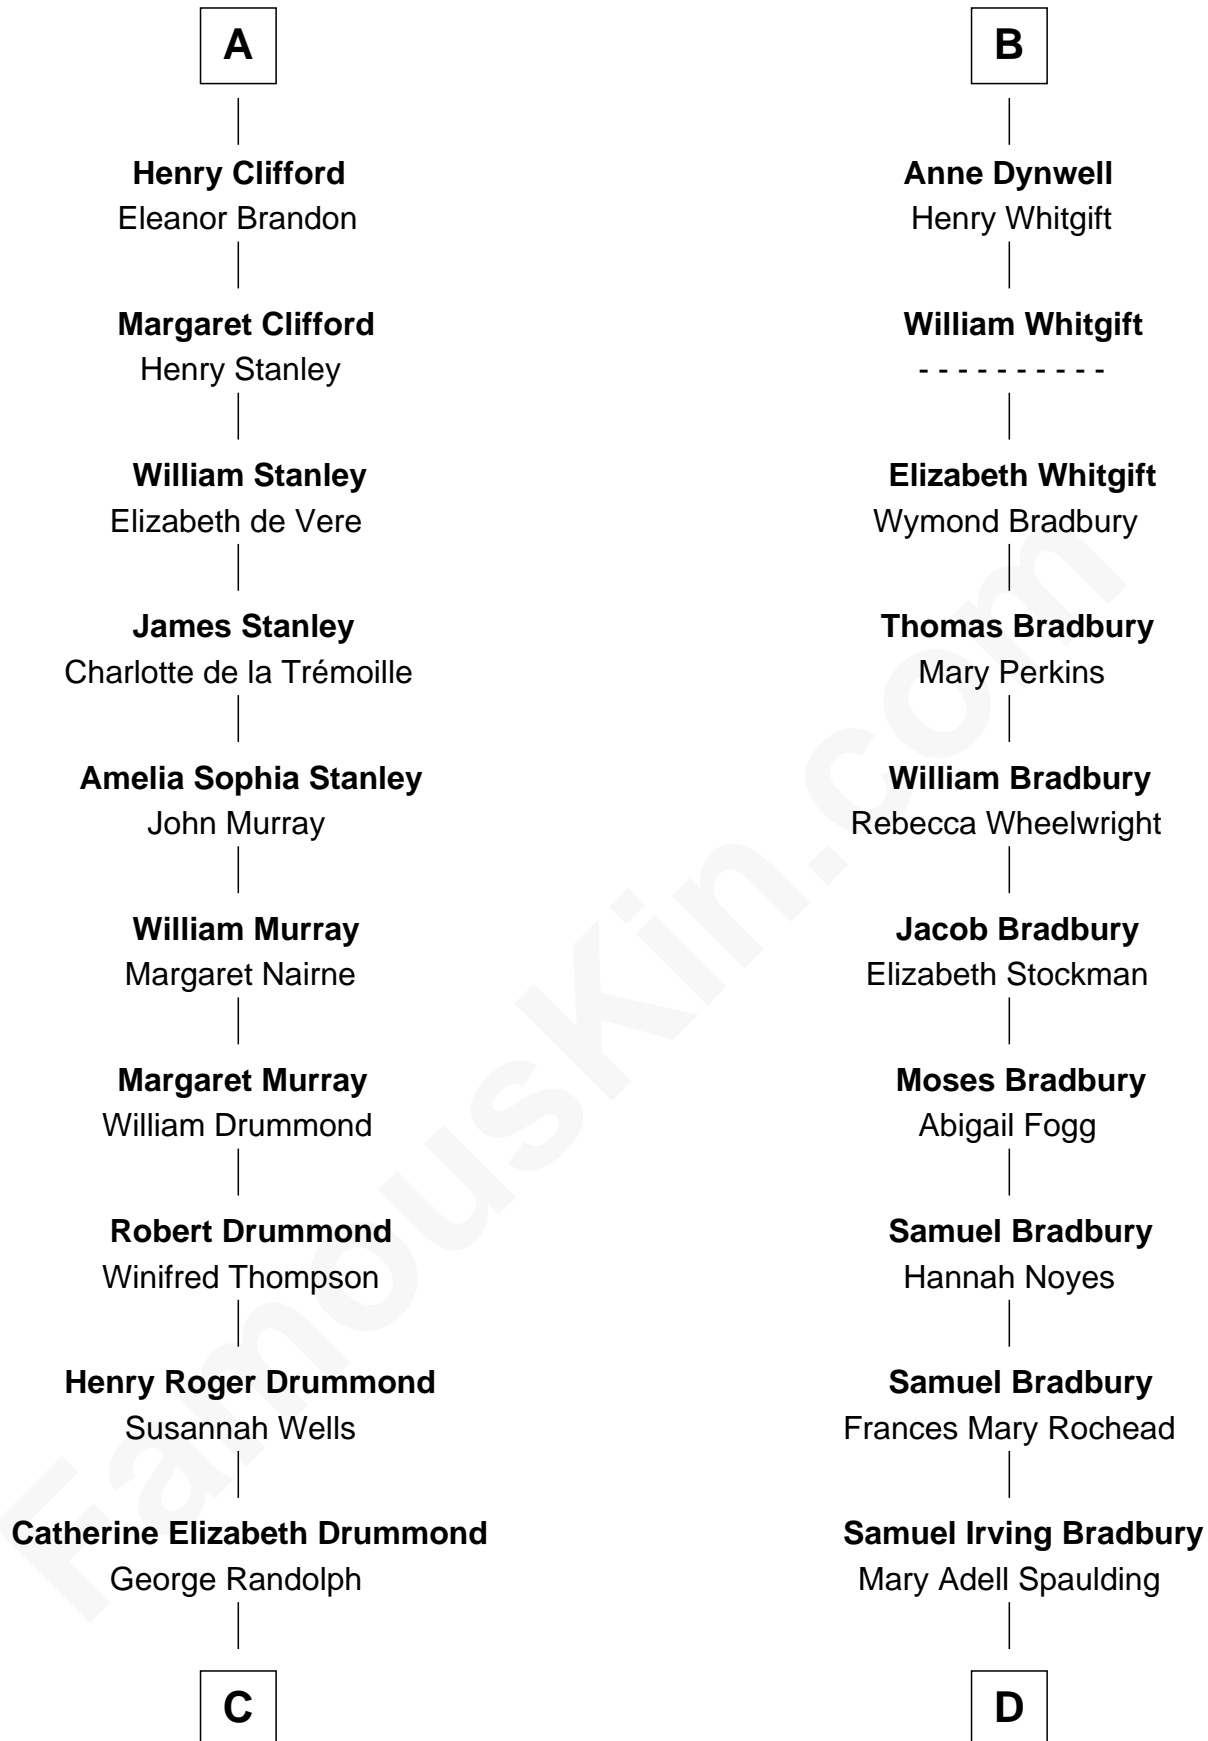 A
Henry Clifford
Eleanor Brandon
Margaret Clifford
Henry Stanley
William Stanley
Elizabeth de Vere
James Stanley
Charlotte de la Trémoille
Amelia Sophia Stanley
John Murray
William Murray
Margaret Nairne
Margaret Murray
William Drummond
Robert Drummond
Winifred Thompson
Henry Roger Drummond
Susannah Wells
Catherine Elizabeth Drummond
George Randolph
C
B
Anne Dynwell
Henry Whitgift
William Whitgift
- - - - - - - - - -
Elizabeth Whitgift
Wymond Bradbury
Thomas Bradbury
Mary Perkins
William Bradbury
Rebecca Wheelwright
Jacob Bradbury
Elizabeth Stockman
Moses Bradbury
Abigail Fogg
Samuel Bradbury
Hannah Noyes
Samuel Bradbury
Frances Mary Rochead
Samuel Irving Bradbury
Mary Adell Spaulding
D
FamousKin.com